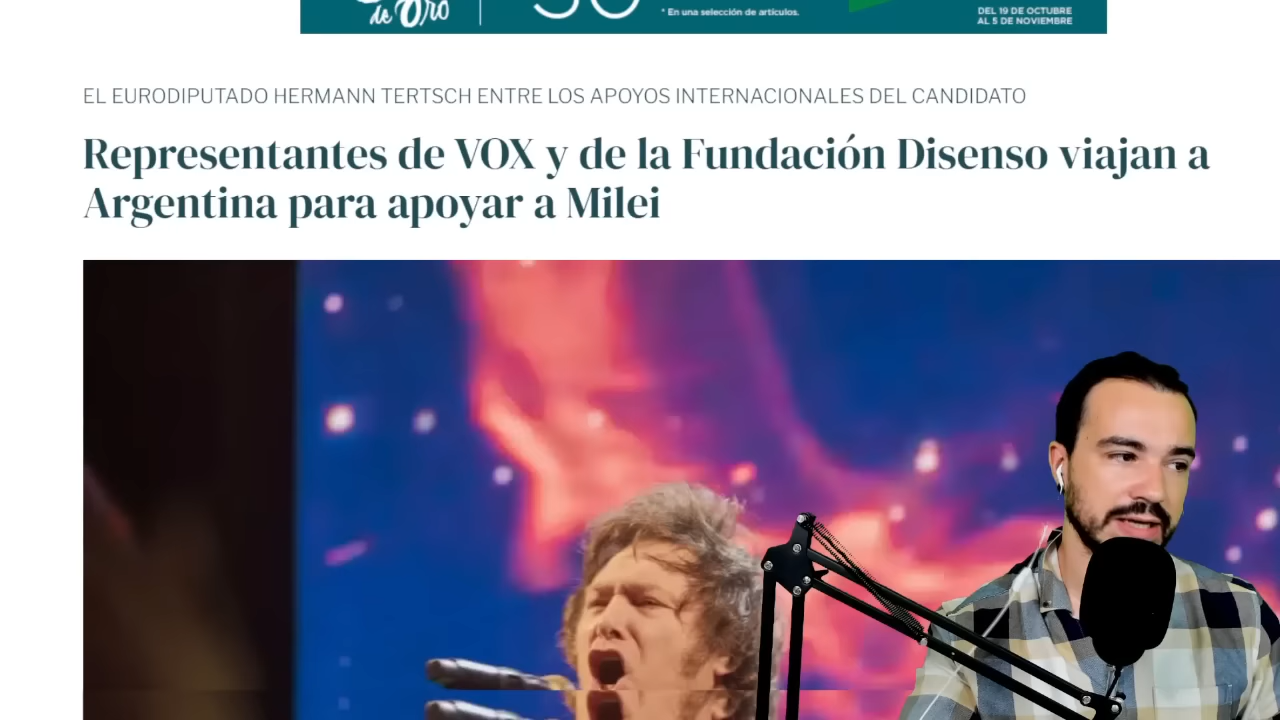 de Oro
* En una selección de artículos.
DEL 19 DE OCTUBRE
AL 5 DE NOVIEMBRE
EL EURODIPUTADO HERMANN TERTSCH ENTRE LOS APOYOS INTERNACIONALES DEL CANDIDATO
Representantes de VOX y de la Fundación Disenso viajan a
Argentina para apoyar a Milei